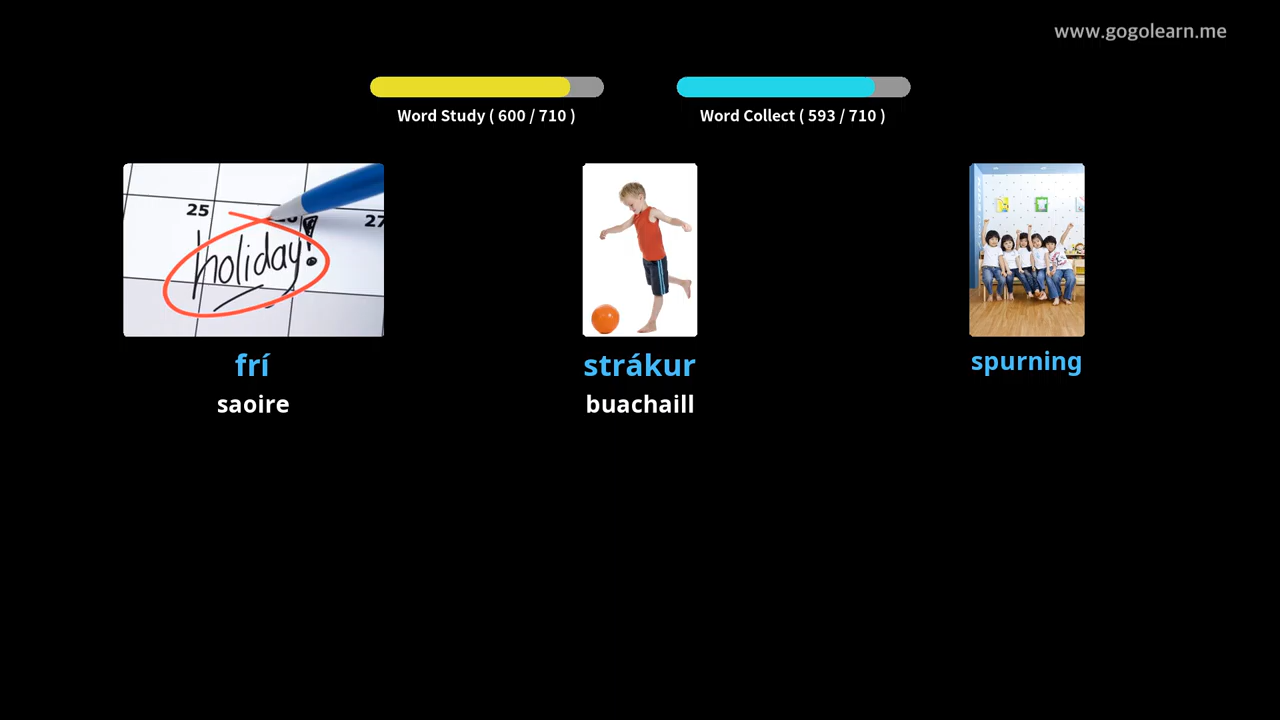 www.gogolearn.me
Word Study ( 600 / 710 )
Word Collect ( 593 / 710 )
25
27
holiday!
frí
strákur
spurning
saoire
buachaill